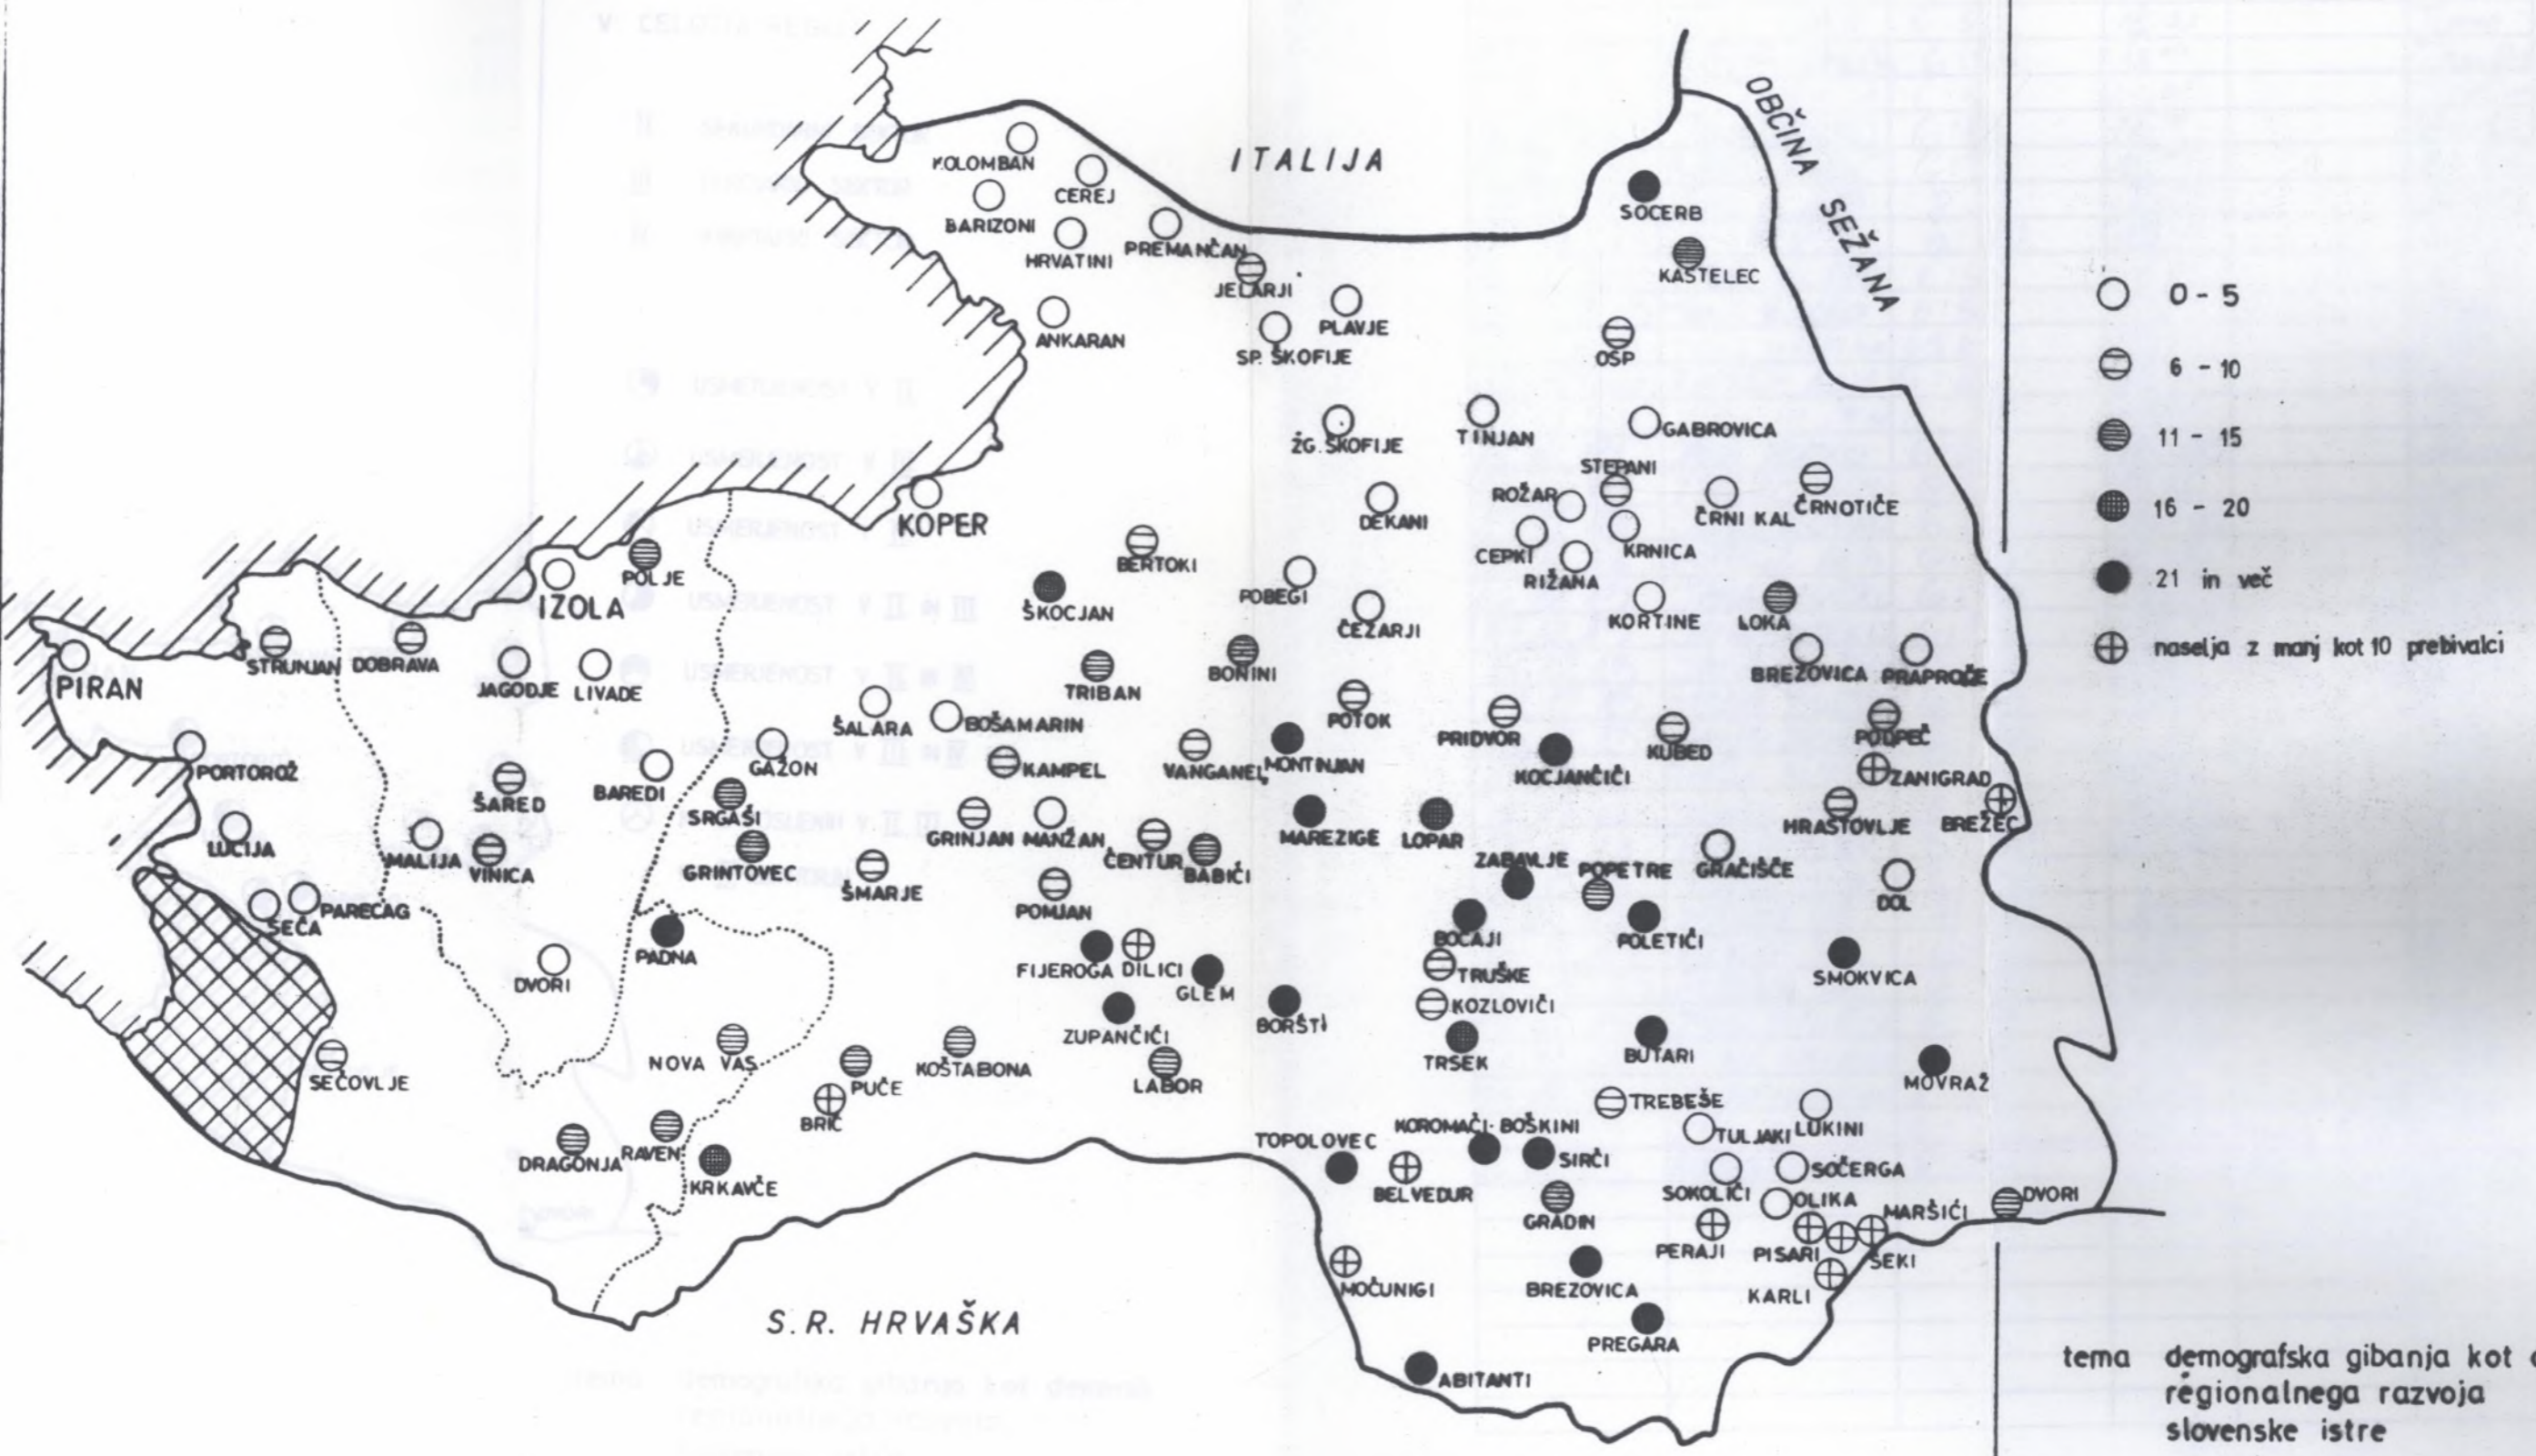 ITALIJA
OBČINA SEŽANA
KOLOMBAN
CEREJ
BARIZONI
HRVATINI
PREMANČAN
JELARJI
ANKARAN
PLAVJE
SP. ŠKOFIJE
SOCERB
KASTELEC
OSP
0 - 5
6 - 10
11 - 15
16 - 20
21 in več
naselja z manj kot 10 prebivalci
ŽG. ŠKOFIJE
TINJAN
GABROVICA
STEPANI
ROŽAR
DEKANI
ČRNI KAL
ČRNOTIČE
KOPER
CEPKI
KRNICA
RIŽANA
BERTOKI
POLJE
IZOLA
ŠKOCJAN
POBEGI
ČEŽARJI
KORTINE
LOKA
STRUNJAN
DOBRAVA
PIRAN
JAGODJE
LIVADE
TRIBAN
BONINI
BREZOVICA
PRAPROČE
ŠALARA
BOŠAMARIN
POTOK
PRIDVOR
KUBED
PODPEČ
PORTOROŽ
GAŽON
KAMPEL
VANGANEL
MONTINJAN
KOCJANČIČI
ZANIGRAD
ŠARED
BAREDI
SRGAŠI
GRINJAN
MANŽAN
MAREZIGE
LOPAR
HRASTOVLJE
BREŽEC
LUCIJA
MALIJA
VINICA
GRINTOVEC
ŠMARJE
ČENTUR
BABIČI
ZABAVLJE
POPETRE
GRAČIŠČE
DOL
SEČA
PARECAG
POMJAN
BOČAJI
POLETIČI
PADNA
FIJEROGA
DILICI
GLEM
TRUŠKE
SMOKVICA
DVORI
KOZLOVIČI
ZUPANČIČI
BORŠTI
SEČOVLJE
NOVA VAS
PUČE
KOŠTABONA
LABOR
TRSEK
BUTARI
MOVRAŽ
BRIČ
TREBEŠE
DRAGONJA
RAVEN
KRKAVČE
TOPOLOVEC
KOROMAČI-BOŠKINI
TULJAKI
LUKINI
SIRČI
SOČERGA
BELVEDUR
SOKOLIČI
OLIKA
DVORI
GRADIN
MARŠIĆI
PERAJI
PISARI
ŠEKI
MOČUNIGI
BREZOVICA
KARLI
S.R. HRVAŠKA
PREGARA
ABITANTI
tema demografska gibanja kot
regionalnega razvoja
slovenske istre